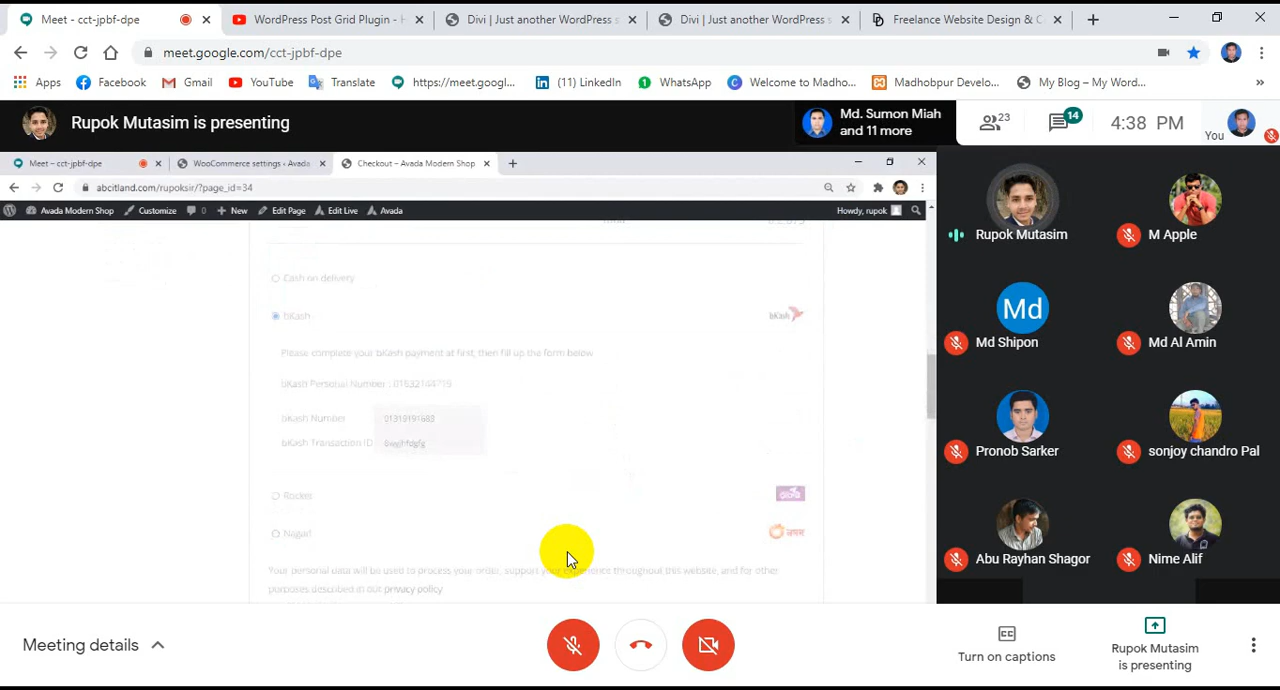 Meet - cct-jpbf-dpe
WordPress Post Grid Plugin - H
Divi | Just another WordPress s
Divi | Just another WordPress s
Freelance Website Design & C
meet.google.com/cct-jpbf-dpe
Apps
Facebook
Gmail
YouTube
Translate
https://meet.googl...
(11) LinkedIn
WhatsApp
Welcome to Madho...
Madhobpur Develo...
My Blog – My Word...
»
Rupok Mutasim is presenting
Md. Sumon Miah
and 11 more
23
14
4:38 PM
You
Meet – cct-jpbf-dpe
WooCommerce settings ‹ Avada
Checkout – Avada Modern Shop
abcitland.com/rupoksir/?page_id=34
Avada Modern Shop
Customize
0
New
Edit Page
Edit Live
Avada
Howdy, rupok
Cash on delivery
bKash
bKash
Please complete your bKash payment at first, then fill up the form below
bKash Personal Number : 01632144719
bKash Number
01319191683
bKash Transaction ID
Rocket
Nagad
নগদ
Your personal data will be used to process your order, support your experience throughout this website, and for other
purposes described in our privacy policy
Rupok Mutasim
M Apple
Md
Md Shipon
Md Al Amin
Pronob Sarker
sonjoy chandro Pal
Abu Rayhan Shagor
Nime Alif
Meeting details
Turn on captions
Rupok Mutasim
is presenting